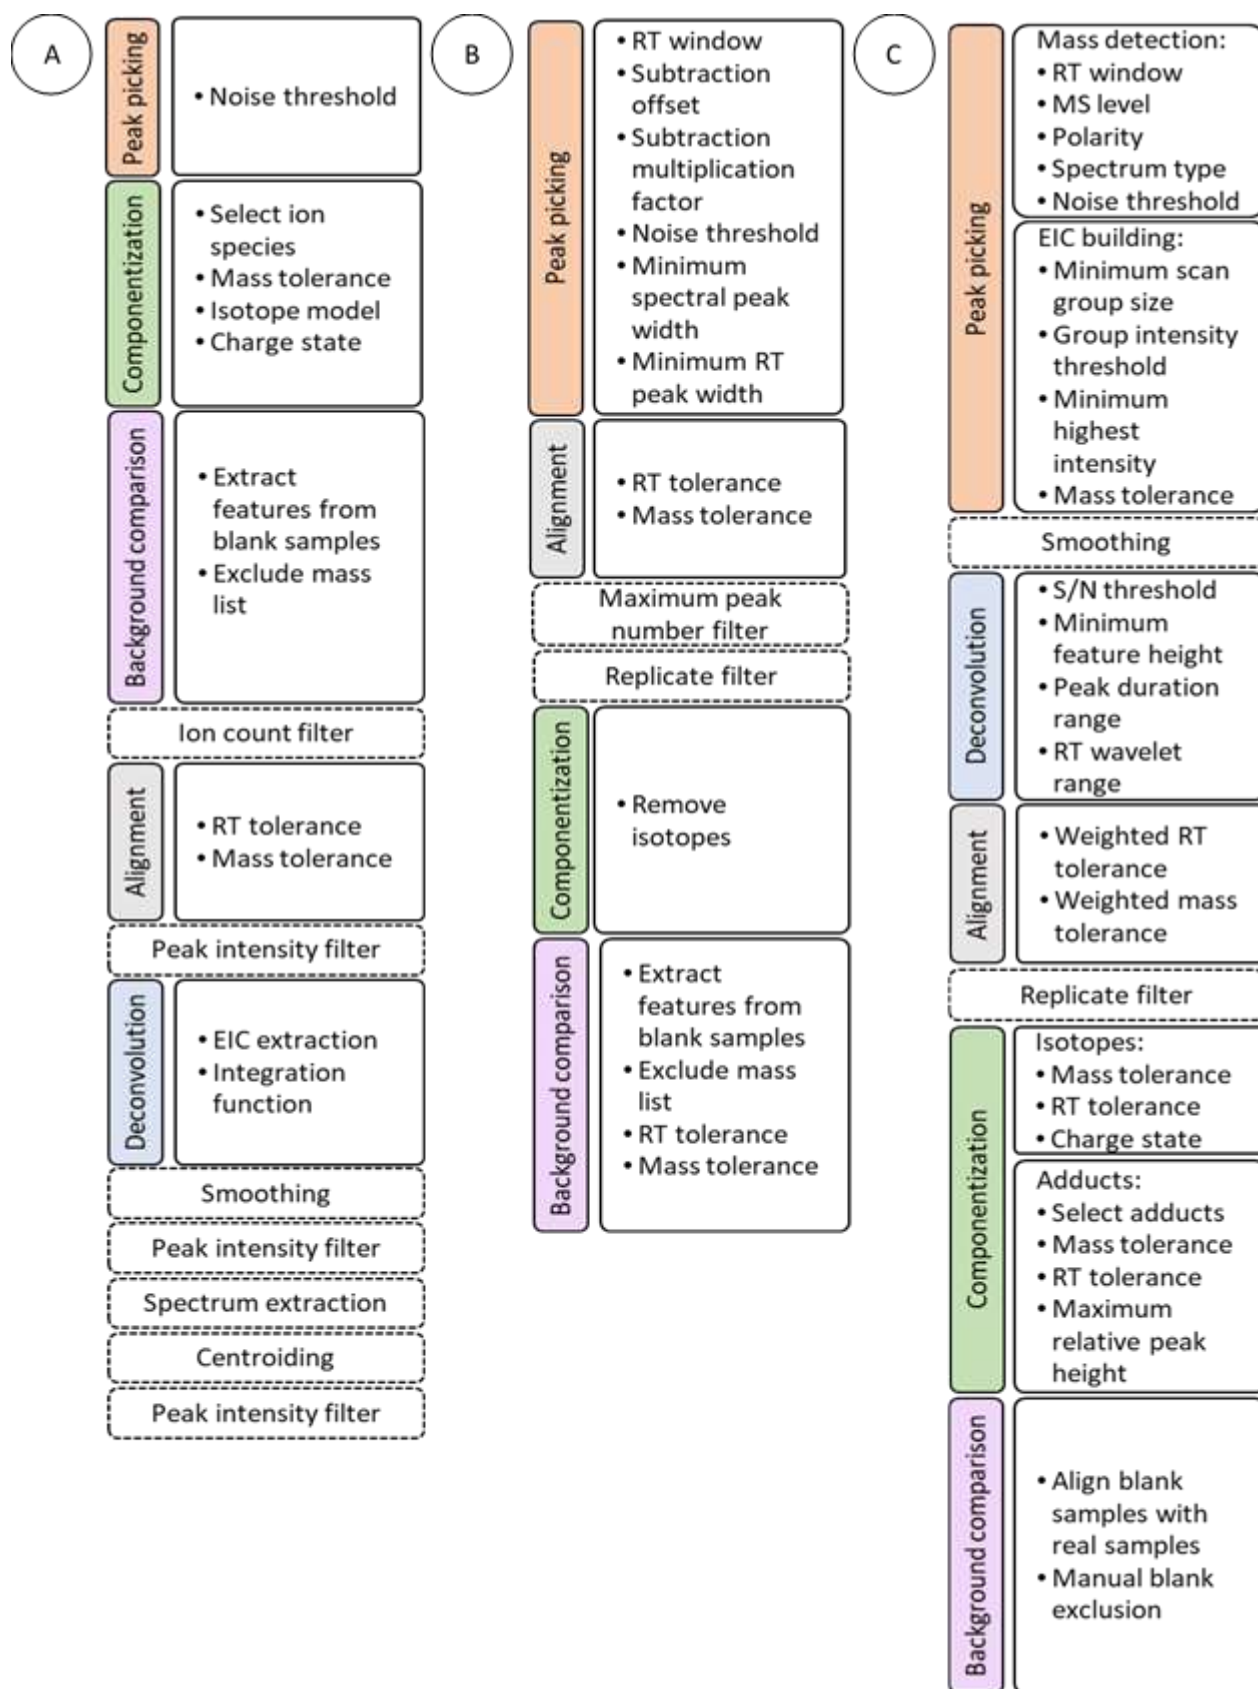 A
Peak picking
• Noise threshold
Componentization
• Select ion
species
• Mass tolerance
• Isotope model
• Charge state
Background comparison
• Extract
features from
blank samples
• Exclude mass
list
Ion count filter
Alignment
• RT tolerance
• Mass tolerance
Peak intensity filter
Deconvolution
• EIC extraction
• Integration
function
Smoothing
Peak intensity filter
Spectrum extraction
Centroiding
Peak intensity filter
B
Peak picking
• RT window
• Subtraction
offset
• Subtraction
multiplication
factor
• Noise threshold
• Minimum
spectral peak
width
• Minimum RT
peak width
Alignment
• RT tolerance
• Mass tolerance
Maximum peak
number filter
Replicate filter
Componentization
• Remove
isotopes
Background comparison
• Extract
features from
blank samples
• Exclude mass
list
• RT tolerance
• Mass tolerance
C
Peak picking
Mass detection:
• RT window
• MS level
• Polarity
• Spectrum type
• Noise threshold
EIC building:
• Minimum scan
group size
• Group intensity
threshold
• Minimum
highest
intensity
• Mass tolerance
Smoothing
Deconvolution
• S/N threshold
• Minimum
feature height
• Peak duration
range
• RT wavelet
range
Alignment
• Weighted RT
tolerance
• Weighted mass
tolerance
Replicate filter
Componentization
Isotopes:
• Mass tolerance
• RT tolerance
• Charge state
Adducts:
• Select adducts
• Mass tolerance
• RT tolerance
• Maximum
relative peak
height
Background comparison
• Align blank
samples with
real samples
• Manual blank
exclusion